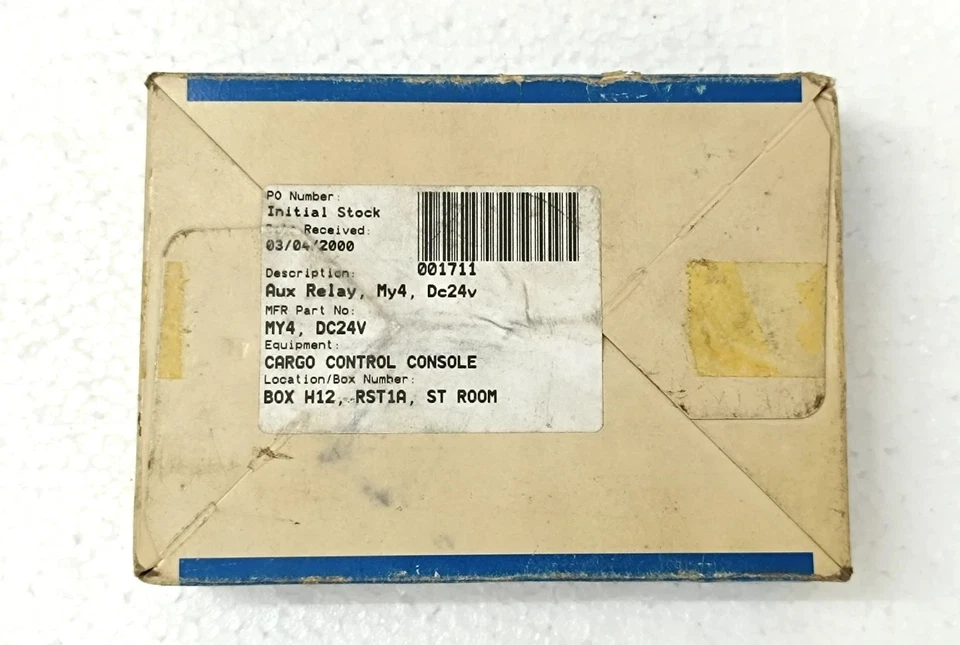 PO Number:
Initial Stock
Date Received:
03/04/2000
001711
Description:
Aux Relay, My4, Dc24v
MFR Part No:
MY4, DC24V
Equipment:
CARGO CONTROL CONSOLE
Location/Box Number:
BOX H12, RST1A, ST ROOM